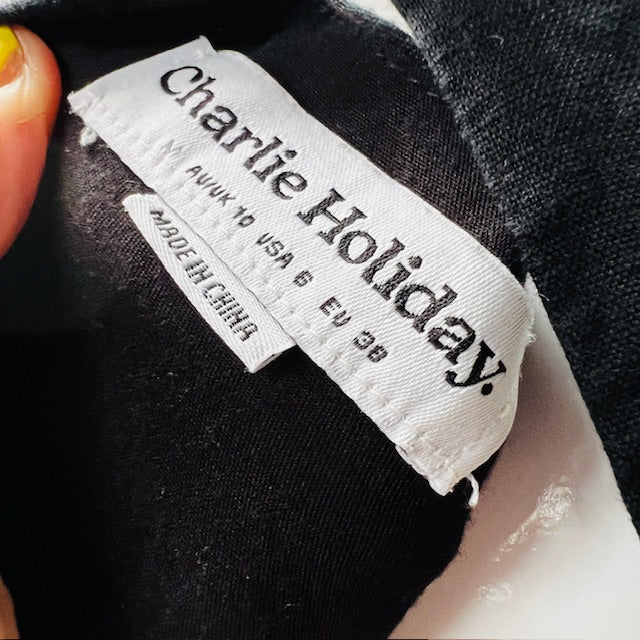 Charlie Holiday.
M AU/UK 10 USA 6 EU 38
MADE IN CHINA